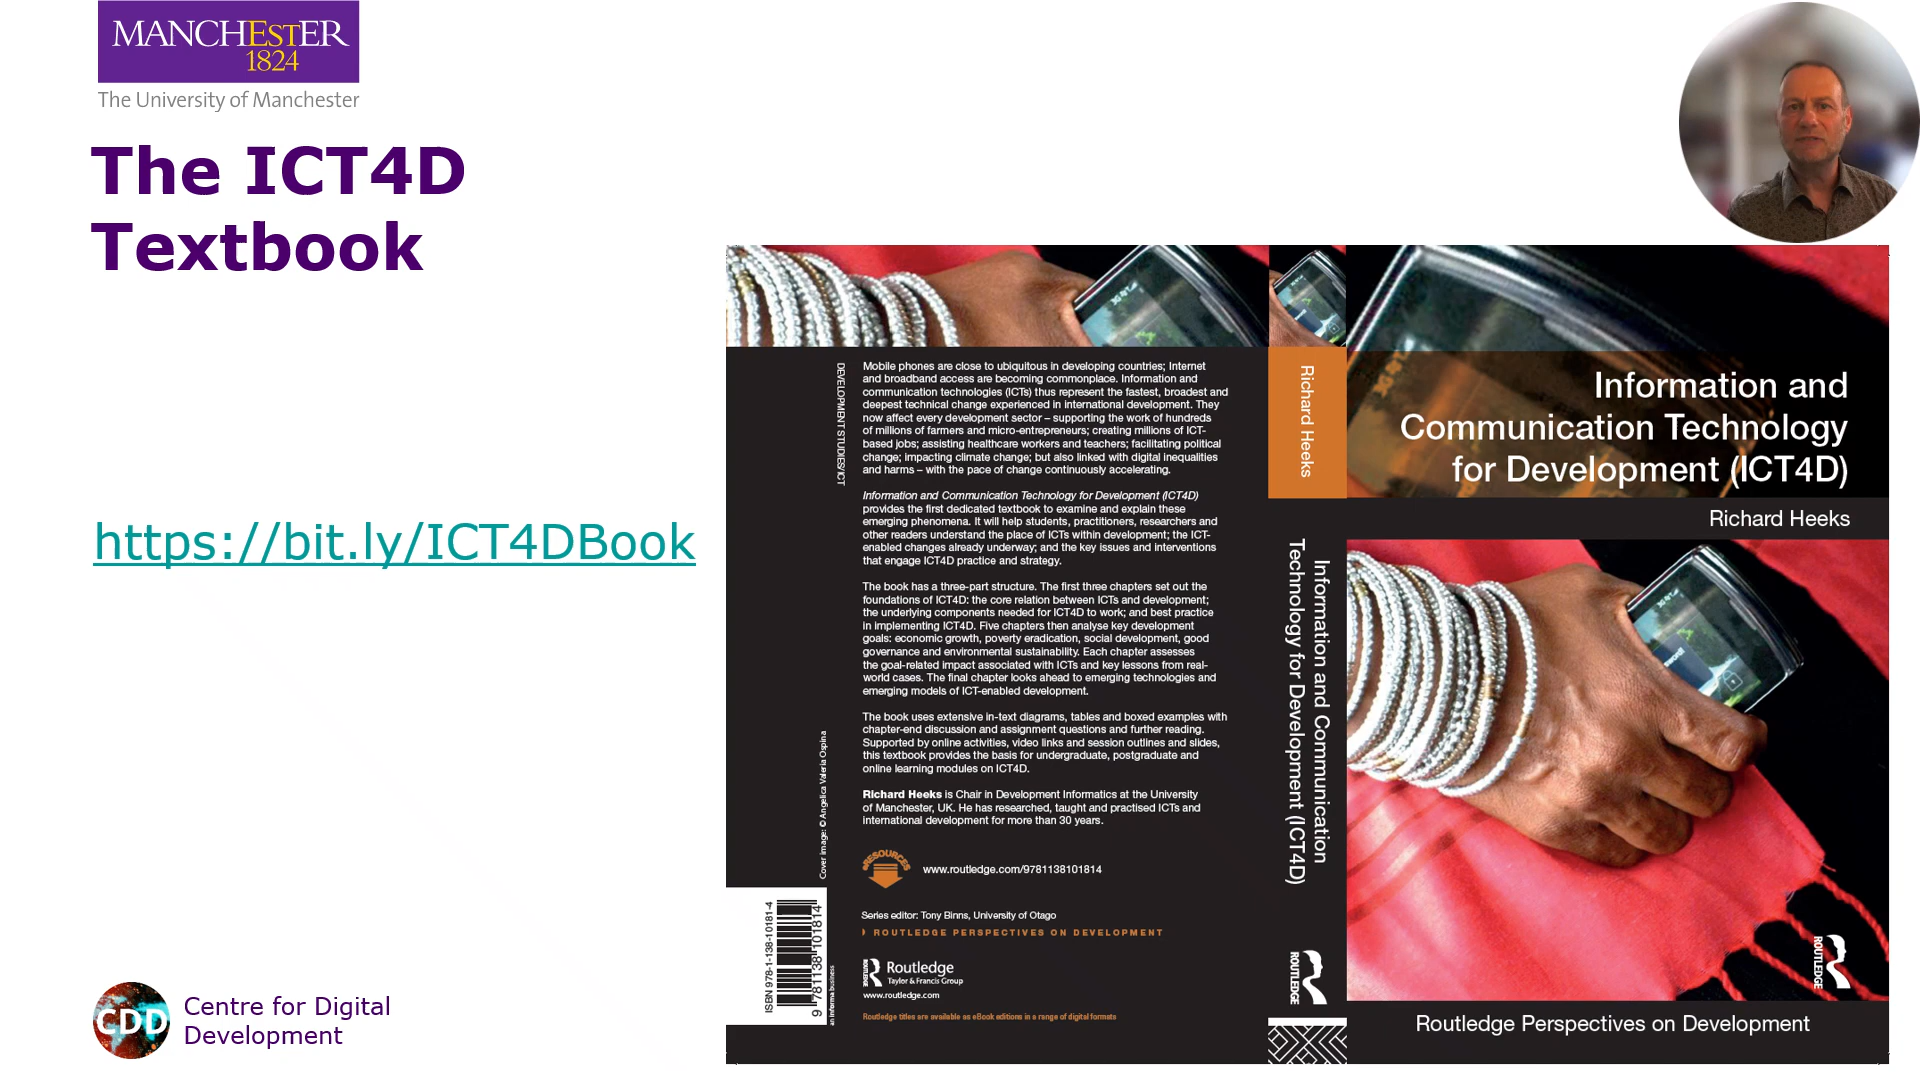 MANCHESTER
1824
The University of Manchester
The ICT4D
Textbook
https://bit.ly/ICT4DBook
CDD
Centre for Digital
Development
DEVELOPMENT STUDIES/ICT
Mobile phones are close to ubiquitous in developing countries; Internet
and broadband access are becoming commonplace. Information and
communication technologies (ICTs) thus represent the fastest, broadest and
deepest technical change experienced in international development. They
now affect every development sector – supporting the work of hundreds
of millions of farmers and micro-entrepreneurs; creating millions of ICT-
based jobs; assisting healthcare workers and teachers; facilitating political
change; impacting climate change; but also linked with digital inequalities
and harms – with the pace of change continuously accelerating.
Information and Communication Technology for Development (ICT4D)
provides the first dedicated textbook to examine and explain these
emerging phenomena. It will help students, practitioners, researchers and
other readers understand the place of ICTs within development; the ICT-
enabled changes already underway; and the key issues and interventions
that engage ICT4D practice and strategy.
The book has a three-part structure. The first three chapters set out the
foundations of ICT4D: the core relation between ICTs and development;
the underlying components needed for ICT4D to work; and best practice
in implementing ICT4D. Five chapters then analyse key development
goals: economic growth, poverty eradication, social development, good
governance and environmental sustainability. Each chapter assesses
the goal-related impact associated with ICTs and key lessons from real-
world cases. The final chapter looks ahead to emerging technologies and
emerging models of ICT-enabled development.
The book uses extensive in-text diagrams, tables and boxed examples with
chapter-end discussion and assignment questions and further reading.
Supported by online activities, video links and session outlines and slides,
this textbook provides the basis for undergraduate, postgraduate and
online learning modules on ICT4D.
Richard Heeks is Chair in Development Informatics at the University
of Manchester, UK. He has researched, taught and practised ICTs and
international development for more than 30 years.
Cover image: © Angelica Valeria Ospina
RESOURCES
www.routledge.com/9781138101814
Series editor: Tony Binns, University of Otago
ROUTLEDGE PERSPECTIVES ON DEVELOPMENT
ROUTLEDGE
Routledge
Taylor & Francis Group
www.routledge.com
an informa business
Routledge titles are available as eBook editions in a range of digital formats
ISBN 978-1-138-10181-4
9 781138 101814
Richard Heeks
Information and Communication
Technology for Development (ICT4D)
ROUTLEDGE
Information and
Communication Technology
for Development (ICT4D)
Richard Heeks
ROUTLEDGE
Routledge Perspectives on Development